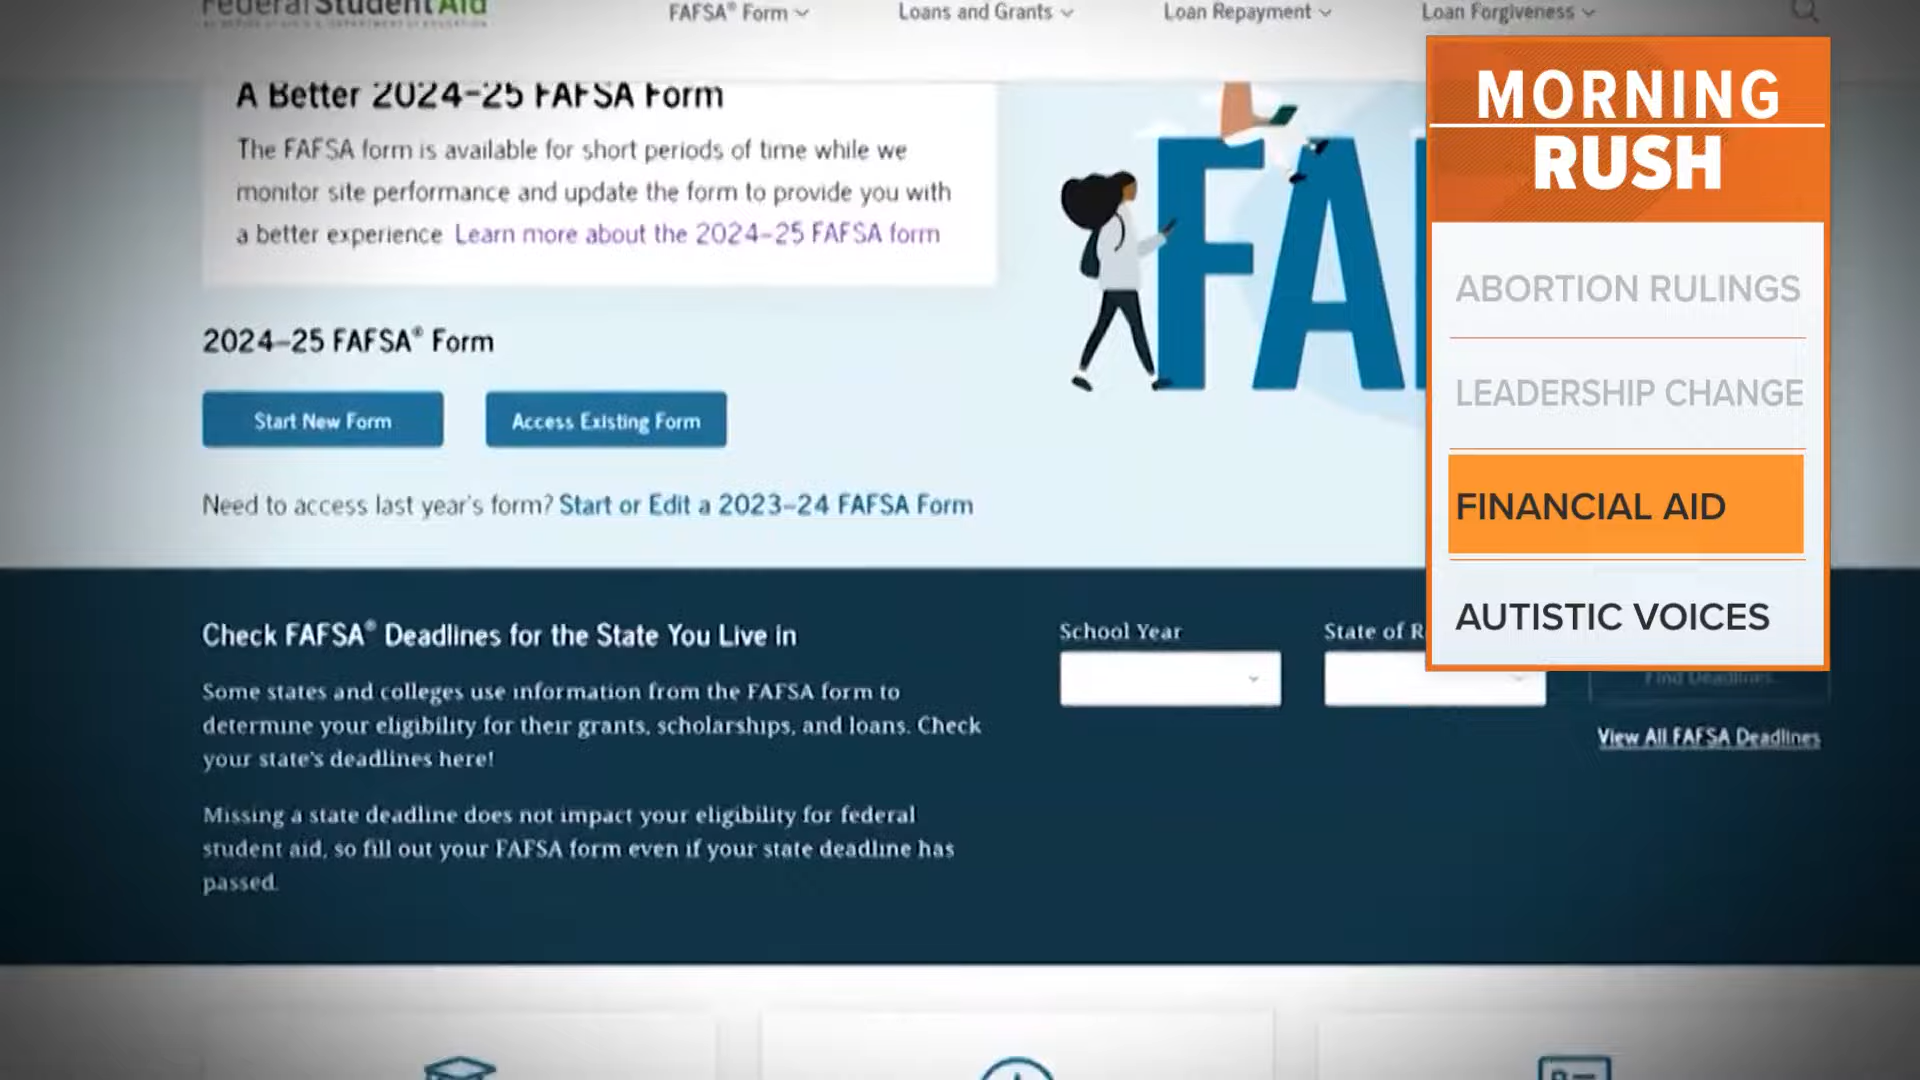 FederalStudentAid
FAFSA® Form
Loans and Grants
Loan Repayment
Loan Forgiveness
A Better 2024–25 FAFSA Form
The FAFSA form is available for short periods of time while we
monitor site performance and update the form to provide you with
a better experience Learn more about the 2024–25 FAFSA form
FA
2024–25 FAFSA® Form
Start New Form
Access Existing Form
Need to access last year's form? Start or Edit a 2023–24 FAFSA Form
Check FAFSA® Deadlines for the State You Live in
Some states and colleges use information from the FAFSA form to
determine your eligibility for their grants, scholarships, and loans. Check
your state's deadlines here!
Missing a state deadline does not impact your eligibility for federal
student aid, so fill out your FAFSA form even if your state deadline has
passed.
School Year
State of R
Find Deadlines
View All FAFSA Deadlines
MORNING
RUSH
ABORTION RULINGS
LEADERSHIP CHANGE
FINANCIAL AID
AUTISTIC VOICES